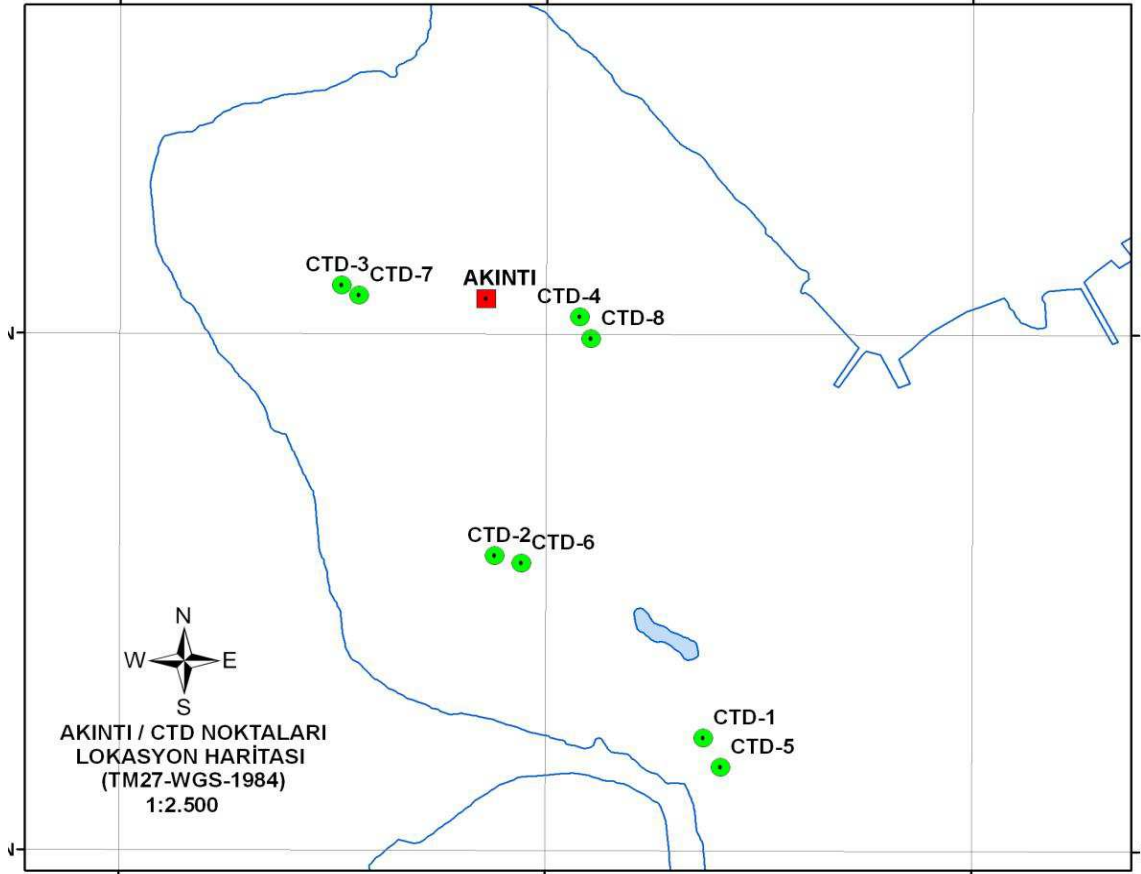 CTD-3
CTD-7
AKINTI
CTD-4
CTD-8
CTD-2
CTD-6
N
W
E
S
CTD-1
CTD-5
AKINTI / CTD NOKTALARI
LOKASYON HARİTASI
(TM27-WGS-1984)
1:2.500